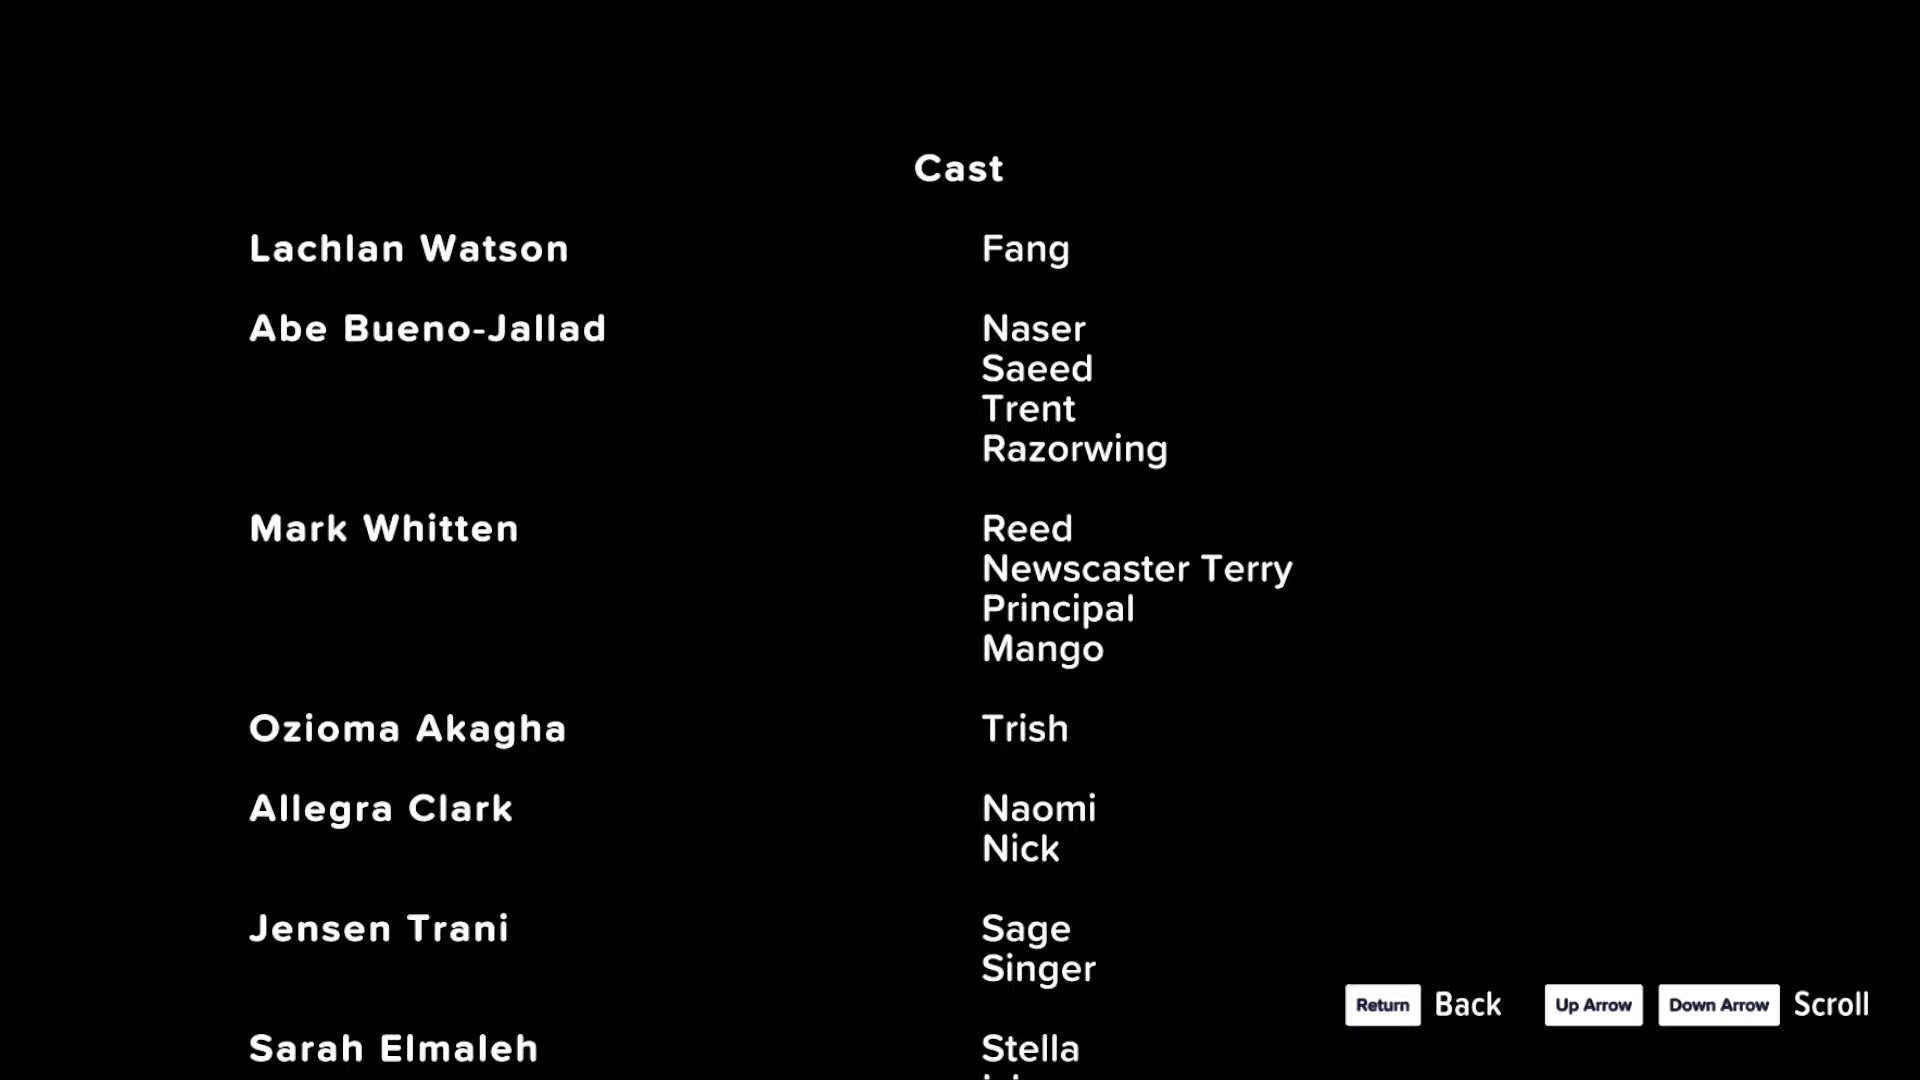 Cast
Lachlan Watson Fang
Abe Bueno-Jallad Naser
Saeed
Trent
Razorwing
Mark Whitten Reed
Newscaster Terry
Principal
Mango
Ozioma Akagha Trish
Allegra Clark Naomi
Nick
Jensen Trani Sage
Singer
Return Back Up Arrow Down Arrow Scroll
Sarah Elmaleh Stella